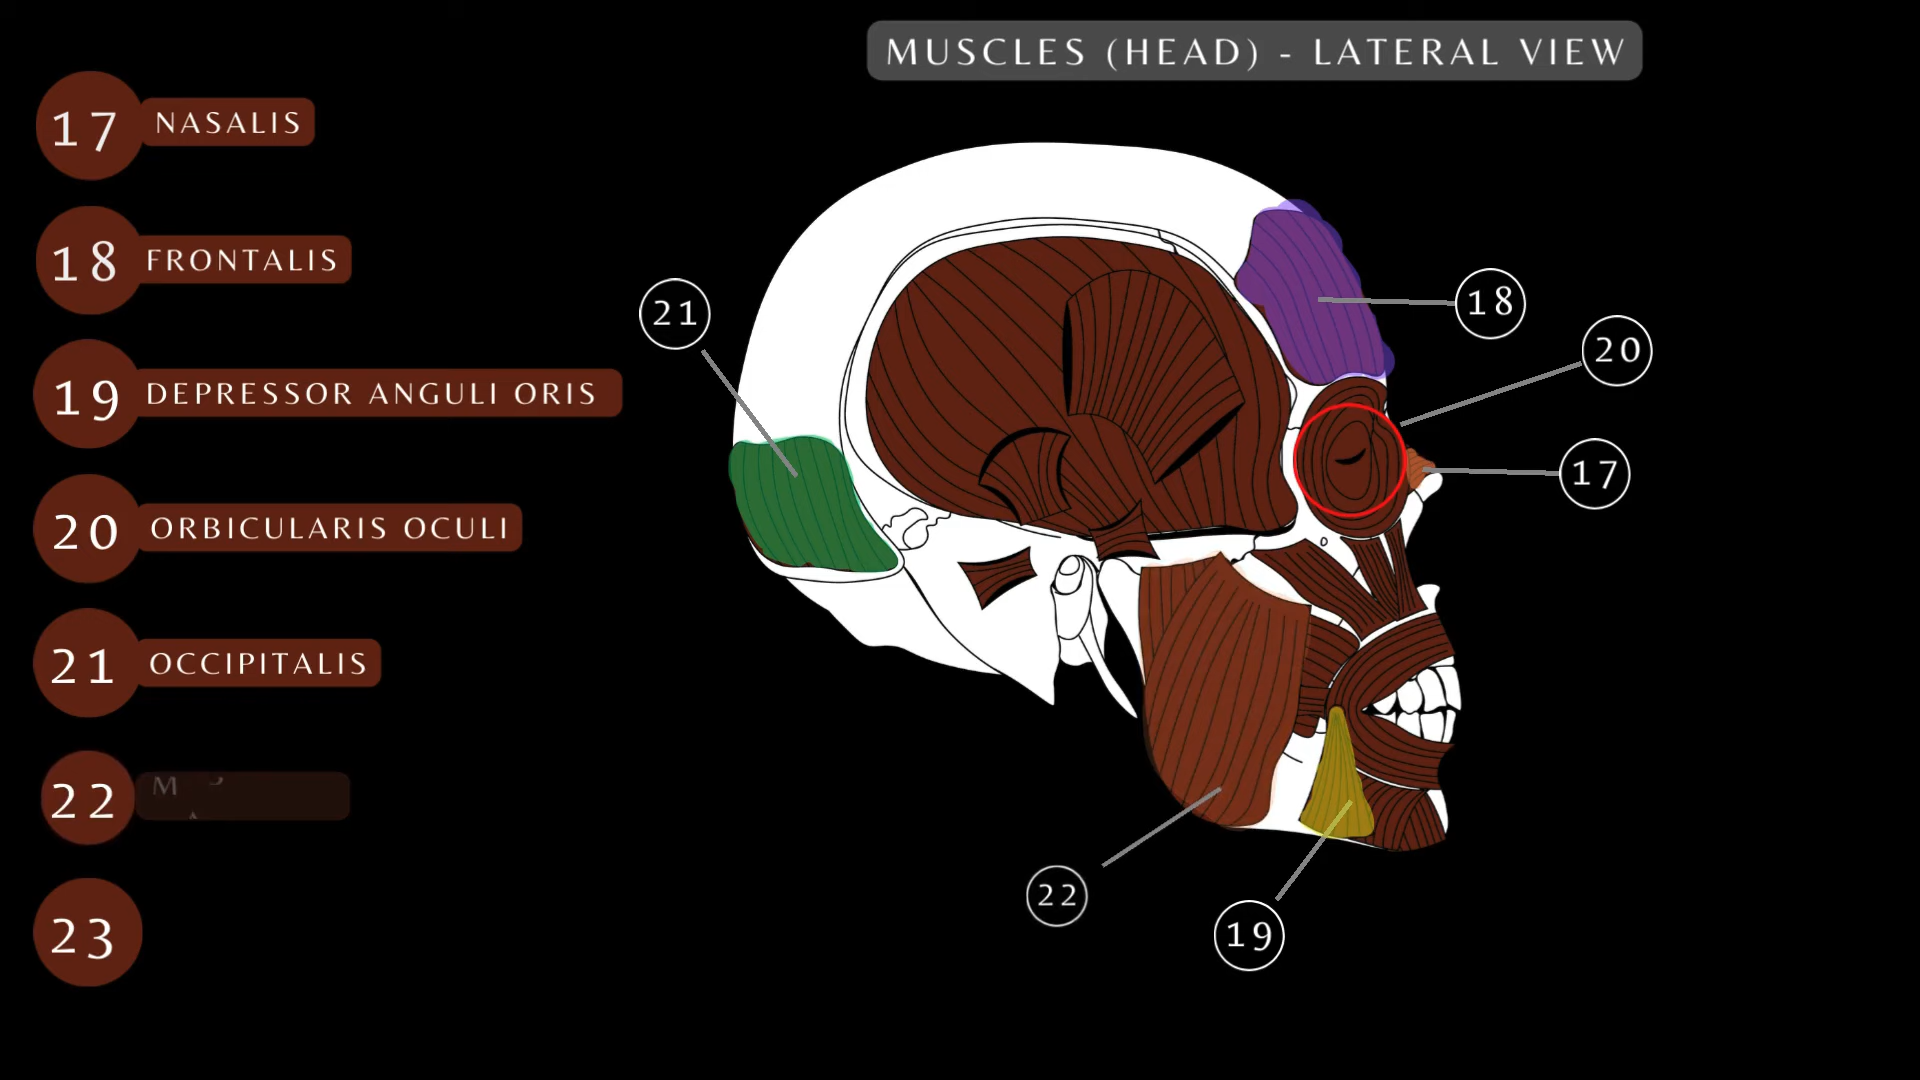 MUSCLES (HEAD) - LATERAL VIEW
17 NASALIS
18 FRONTALIS
19 DEPRESSOR ANGULI ORIS
20 ORBICULARIS OCULI
21 OCCIPITALIS
22
23
21
18
20
17
22
19